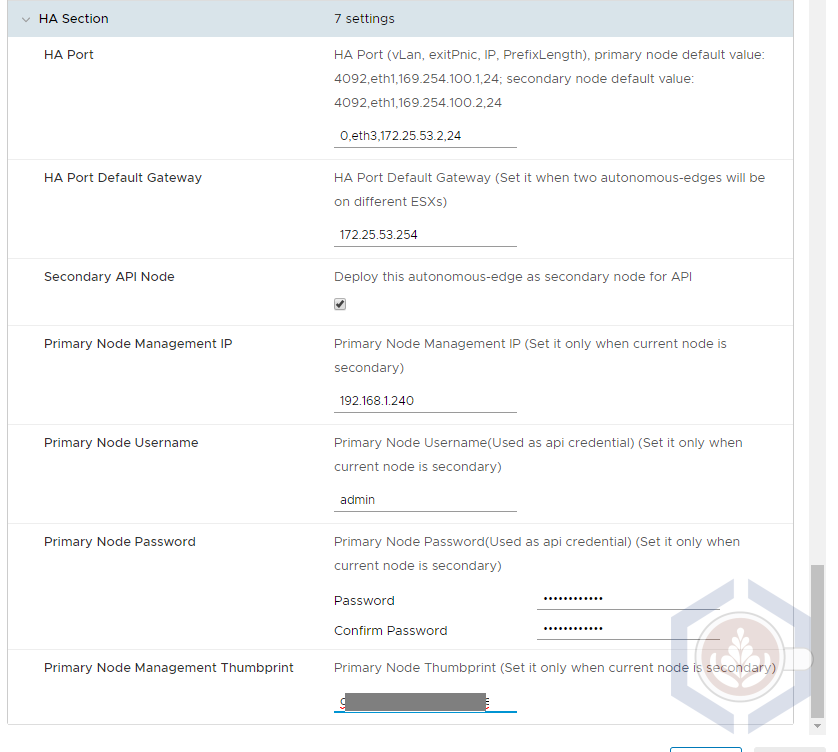 HA Section
7 settings
HA Port
HA Port (vLan, exitPnic, IP, PrefixLength), primary node default value:
4092,eth1,169.254.100.1,24; secondary node default value:
4092,eth1,169.254.100.2,24
0,eth3,172.25.53.2,24
HA Port Default Gateway
HA Port Default Gateway (Set it when two autonomous-edges will be
on different ESXs)
172.25.53.254
Secondary API Node
Deploy this autonomous-edge as secondary node for API
Primary Node Management IP
Primary Node Management IP (Set it only when current node is
secondary)
192.168.1.240
Primary Node Username
Primary Node Username(Used as api credential) (Set it only when
current node is secondary)
admin
Primary Node Password
Primary Node Password(Used as api credential) (Set it only when
current node is secondary)
Password
••••••••••••
Confirm Password
••••••••••••
Primary Node Management Thumbprint
Primary Node Thumbprint (Set it only when current node is secondary)